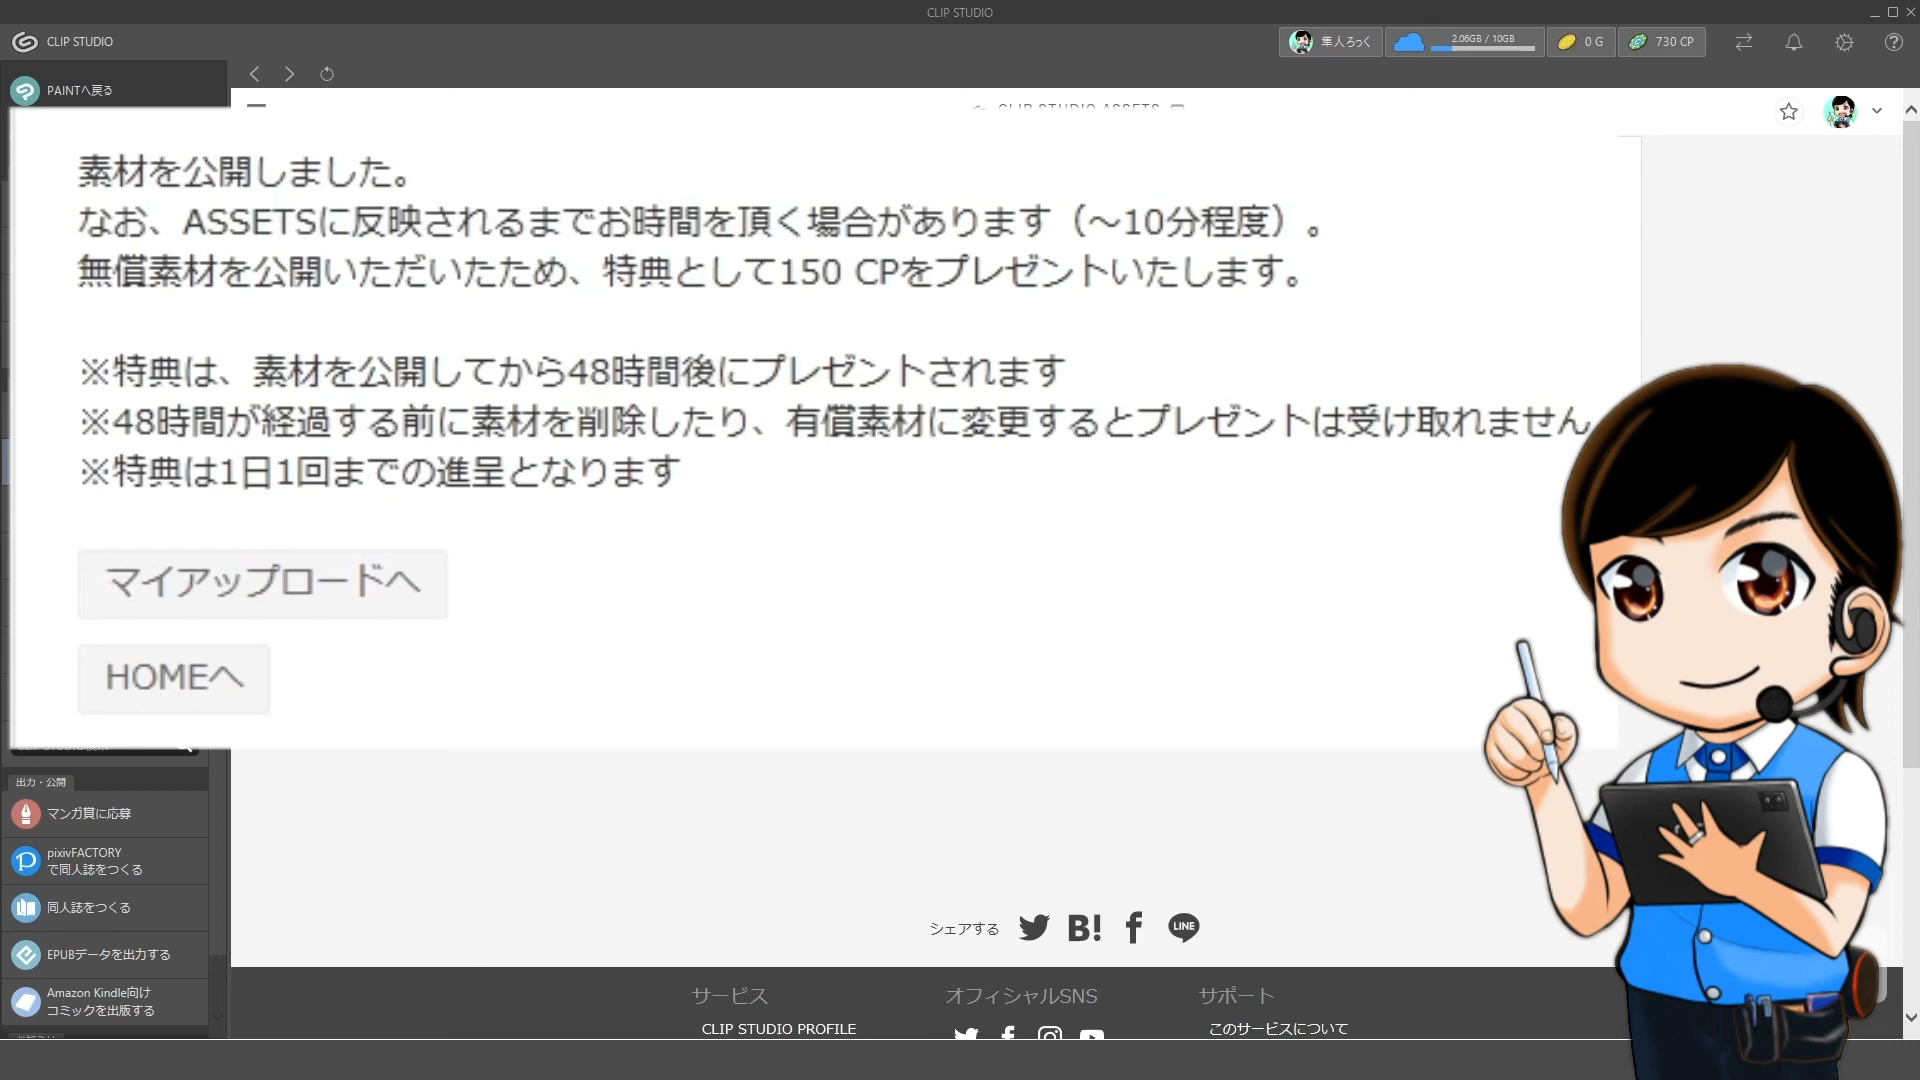 CLIP STUDIO
CLIP STUDIO
隼人ろっく
2.06GB / 10GB
0 G
730 CP
PAINTへ戻る
CLIP STUDIO ASSETS
素材を公開しました。
なお、ASSETSに反映されるまでお時間を頂く場合があります（～10分程度）。
無償素材を公開いただいたため、特典として150 CPをプレゼントいたします。
※特典は、素材を公開してから48時間後にプレゼントされます
※48時間が経過する前に素材を削除したり、有償素材に変更するとプレゼントは受け取れません
※特典は1日1回までの進呈となります
マイアップロードへ
HOMEへ
出力・公開
マンガ賞に応募
pixivFACTORY
で同人誌をつくる
同人誌をつくる
EPUBデータを出力する
Amazon Kindle向け
コミックを出版する
シェアする
B!
LINE
サービス
オフィシャルSNS
サポート
CLIP STUDIO PROFILE
このサービスについて